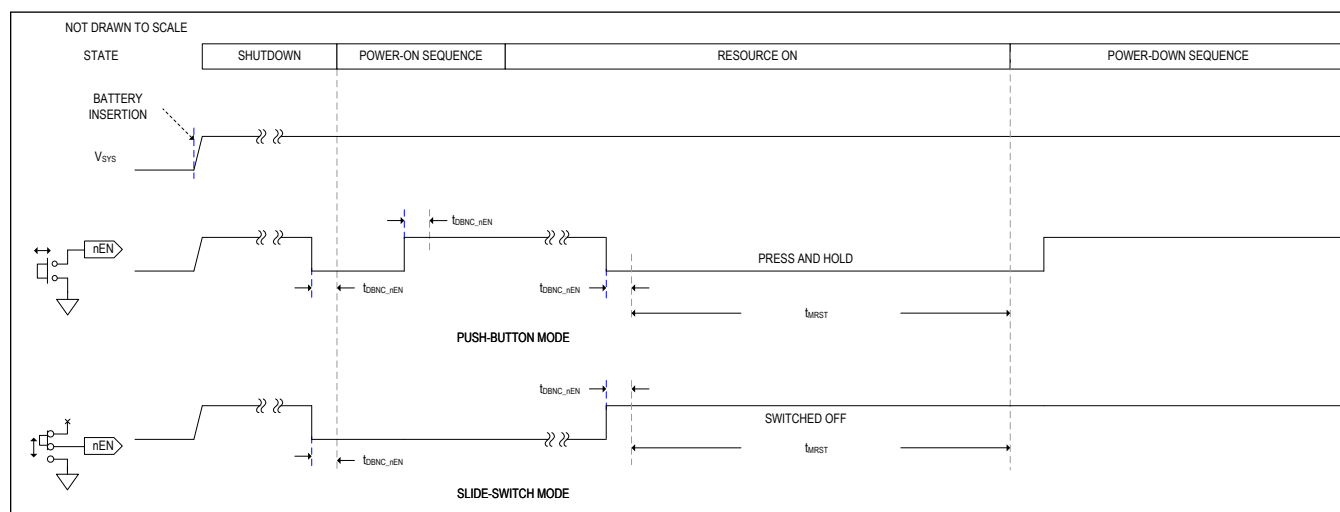 NOT DRAWN TO SCALE
STATE
SHUTDOWN
POWER-ON SEQUENCE
RESOURCE ON
POWER-DOWN SEQUENCE
BATTERY
INSERTION
VSYS
tDBNC_nEN
nEN
PRESS AND HOLD
tDBNC_nEN
tDBNC_nEN
tMRST
PUSH-BUTTON MODE
tDBNC_nEN
SWITCHED OFF
nEN
tMRST
tDBNC_nEN
SLIDE-SWITCH MODE